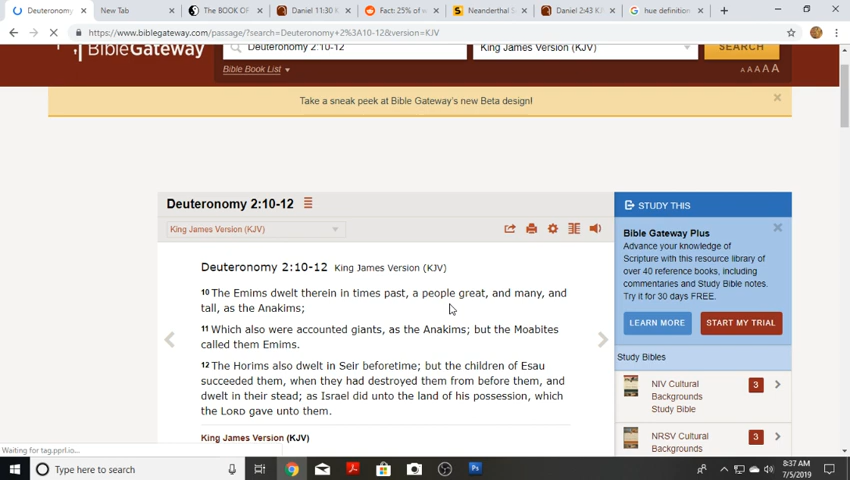 Deuteronomy
New Tab
The BOOK OF
Daniel 11:30 K
Fact: 25% of w
Neanderthal S
Daniel 2:43 K
hue definition
https://www.biblegateway.com/passage/?search=Deuteronomy+2%3A10-12&version=KJV
BibleGateway
Deuteronomy 2:10-12
King James Version (KJV)
SEARCH
Bible Book List
A A A A A
Take a sneak peek at Bible Gateway's new Beta design!
Deuteronomy 2:10-12
King James Version (KJV)
Deuteronomy 2:10-12 King James Version (KJV)
10 The Emims dwelt therein in times past, a people great, and many, and
tall, as the Anakims;
11 Which also were accounted giants, as the Anakims; but the Moabites
called them Emims.
12 The Horims also dwelt in Seir beforetime; but the children of Esau
succeeded them, when they had destroyed them from before them, and
dwelt in their stead; as Israel did unto the land of his possession, which
the LORD gave unto them.
King James Version (KJV)
STUDY THIS
Bible Gateway Plus
Advance your knowledge of
Scripture with this resource library of
over 40 reference books, including
commentaries and Study Bible notes.
Try it for 30 days FREE.
LEARN MORE
START MY TRIAL
Study Bibles
NIV Cultural
Backgrounds
Study Bible
3
NRSV Cultural
Backgrounds
3
Waiting for tag.pprl.io...
Type here to search
8:37 AM
7/5/2019